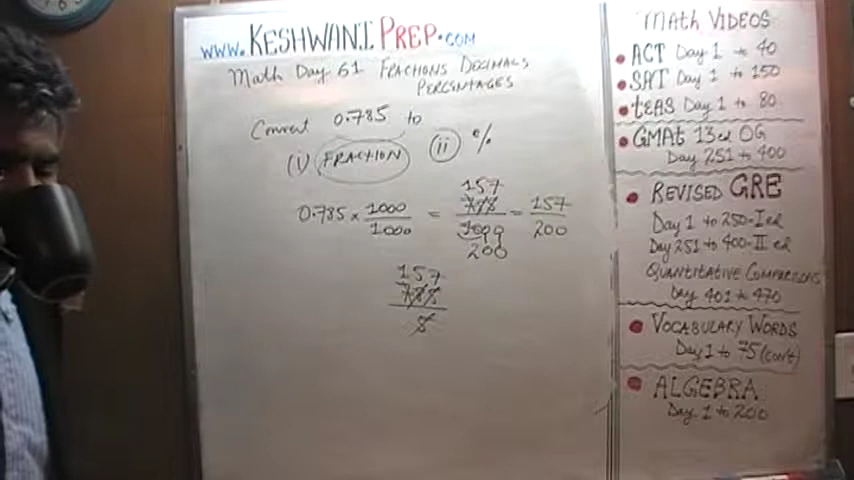 www.KESHWANIPREP.COM
Math Day 61 FRACTIONS DECIMALS
PERCENTAGES
Convert 0.785 to
(i) FRACTION (ii) %
157
0.785 x 1000/1000 = 785/1000 = 157/200
200
157
785
5
Math VIDEOS
ACT Day 1 to 40
SAT Day 1 to 150
tEAS Day 1 to 80
GMAt 13 ed OG
Day 251 to 400
REVISED GRE
Day 1 to 250-I ed
Day 251 to 400-II ed
QUANTITATIVE COMPARISONS
Day 401 to 470
VOCABULARY WORDS
Day 1 to 75 (cont)
ALGEBRA
Day 1 to 200